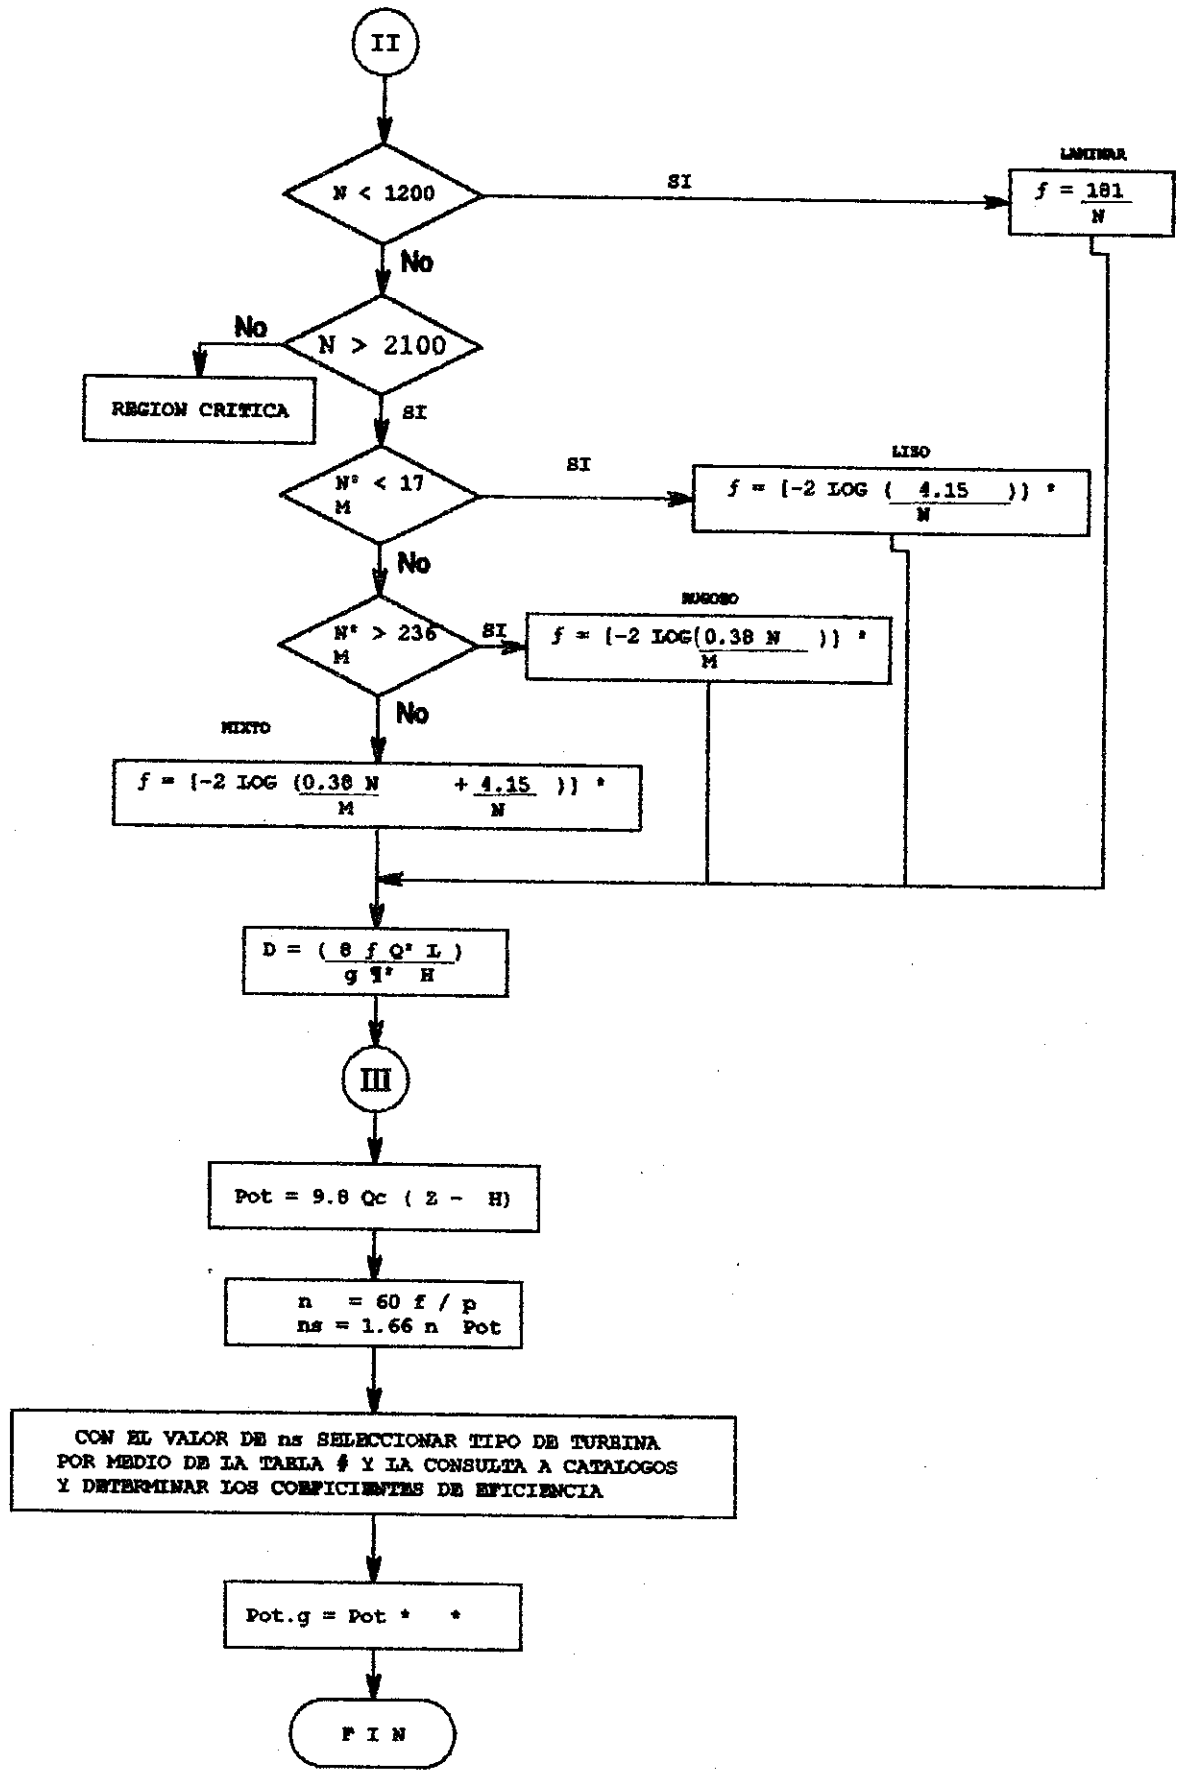 II
N < 1200
SI
LAMINAR
f = 181
N
No
N > 2100
No
REGION CRITICA
SI
N* < 17
M
SI
LISO
f = [-2 LOG ( 4.15 )] *
N
No
N* > 236
M
SI
RUGOSO
f = [-2 LOG(0.38 N )] *
M
No
MIXTO
f = [-2 LOG (0.38 N + 4.15 )] *
M N
D = ( 8 f Q* L )
g ¶* H
III
Pot = 9.8 Qc ( Z - H)
n = 60 f / p
ns = 1.66 n Pot
CON EL VALOR DE ns SELECCIONAR TIPO DE TURBINA
POR MEDIO DE LA TABLA # Y LA CONSULTA A CATALOGOS
Y DETERMINAR LOS COEFICIENTES DE EFICIENCIA
Pot.g = Pot * *
F I N